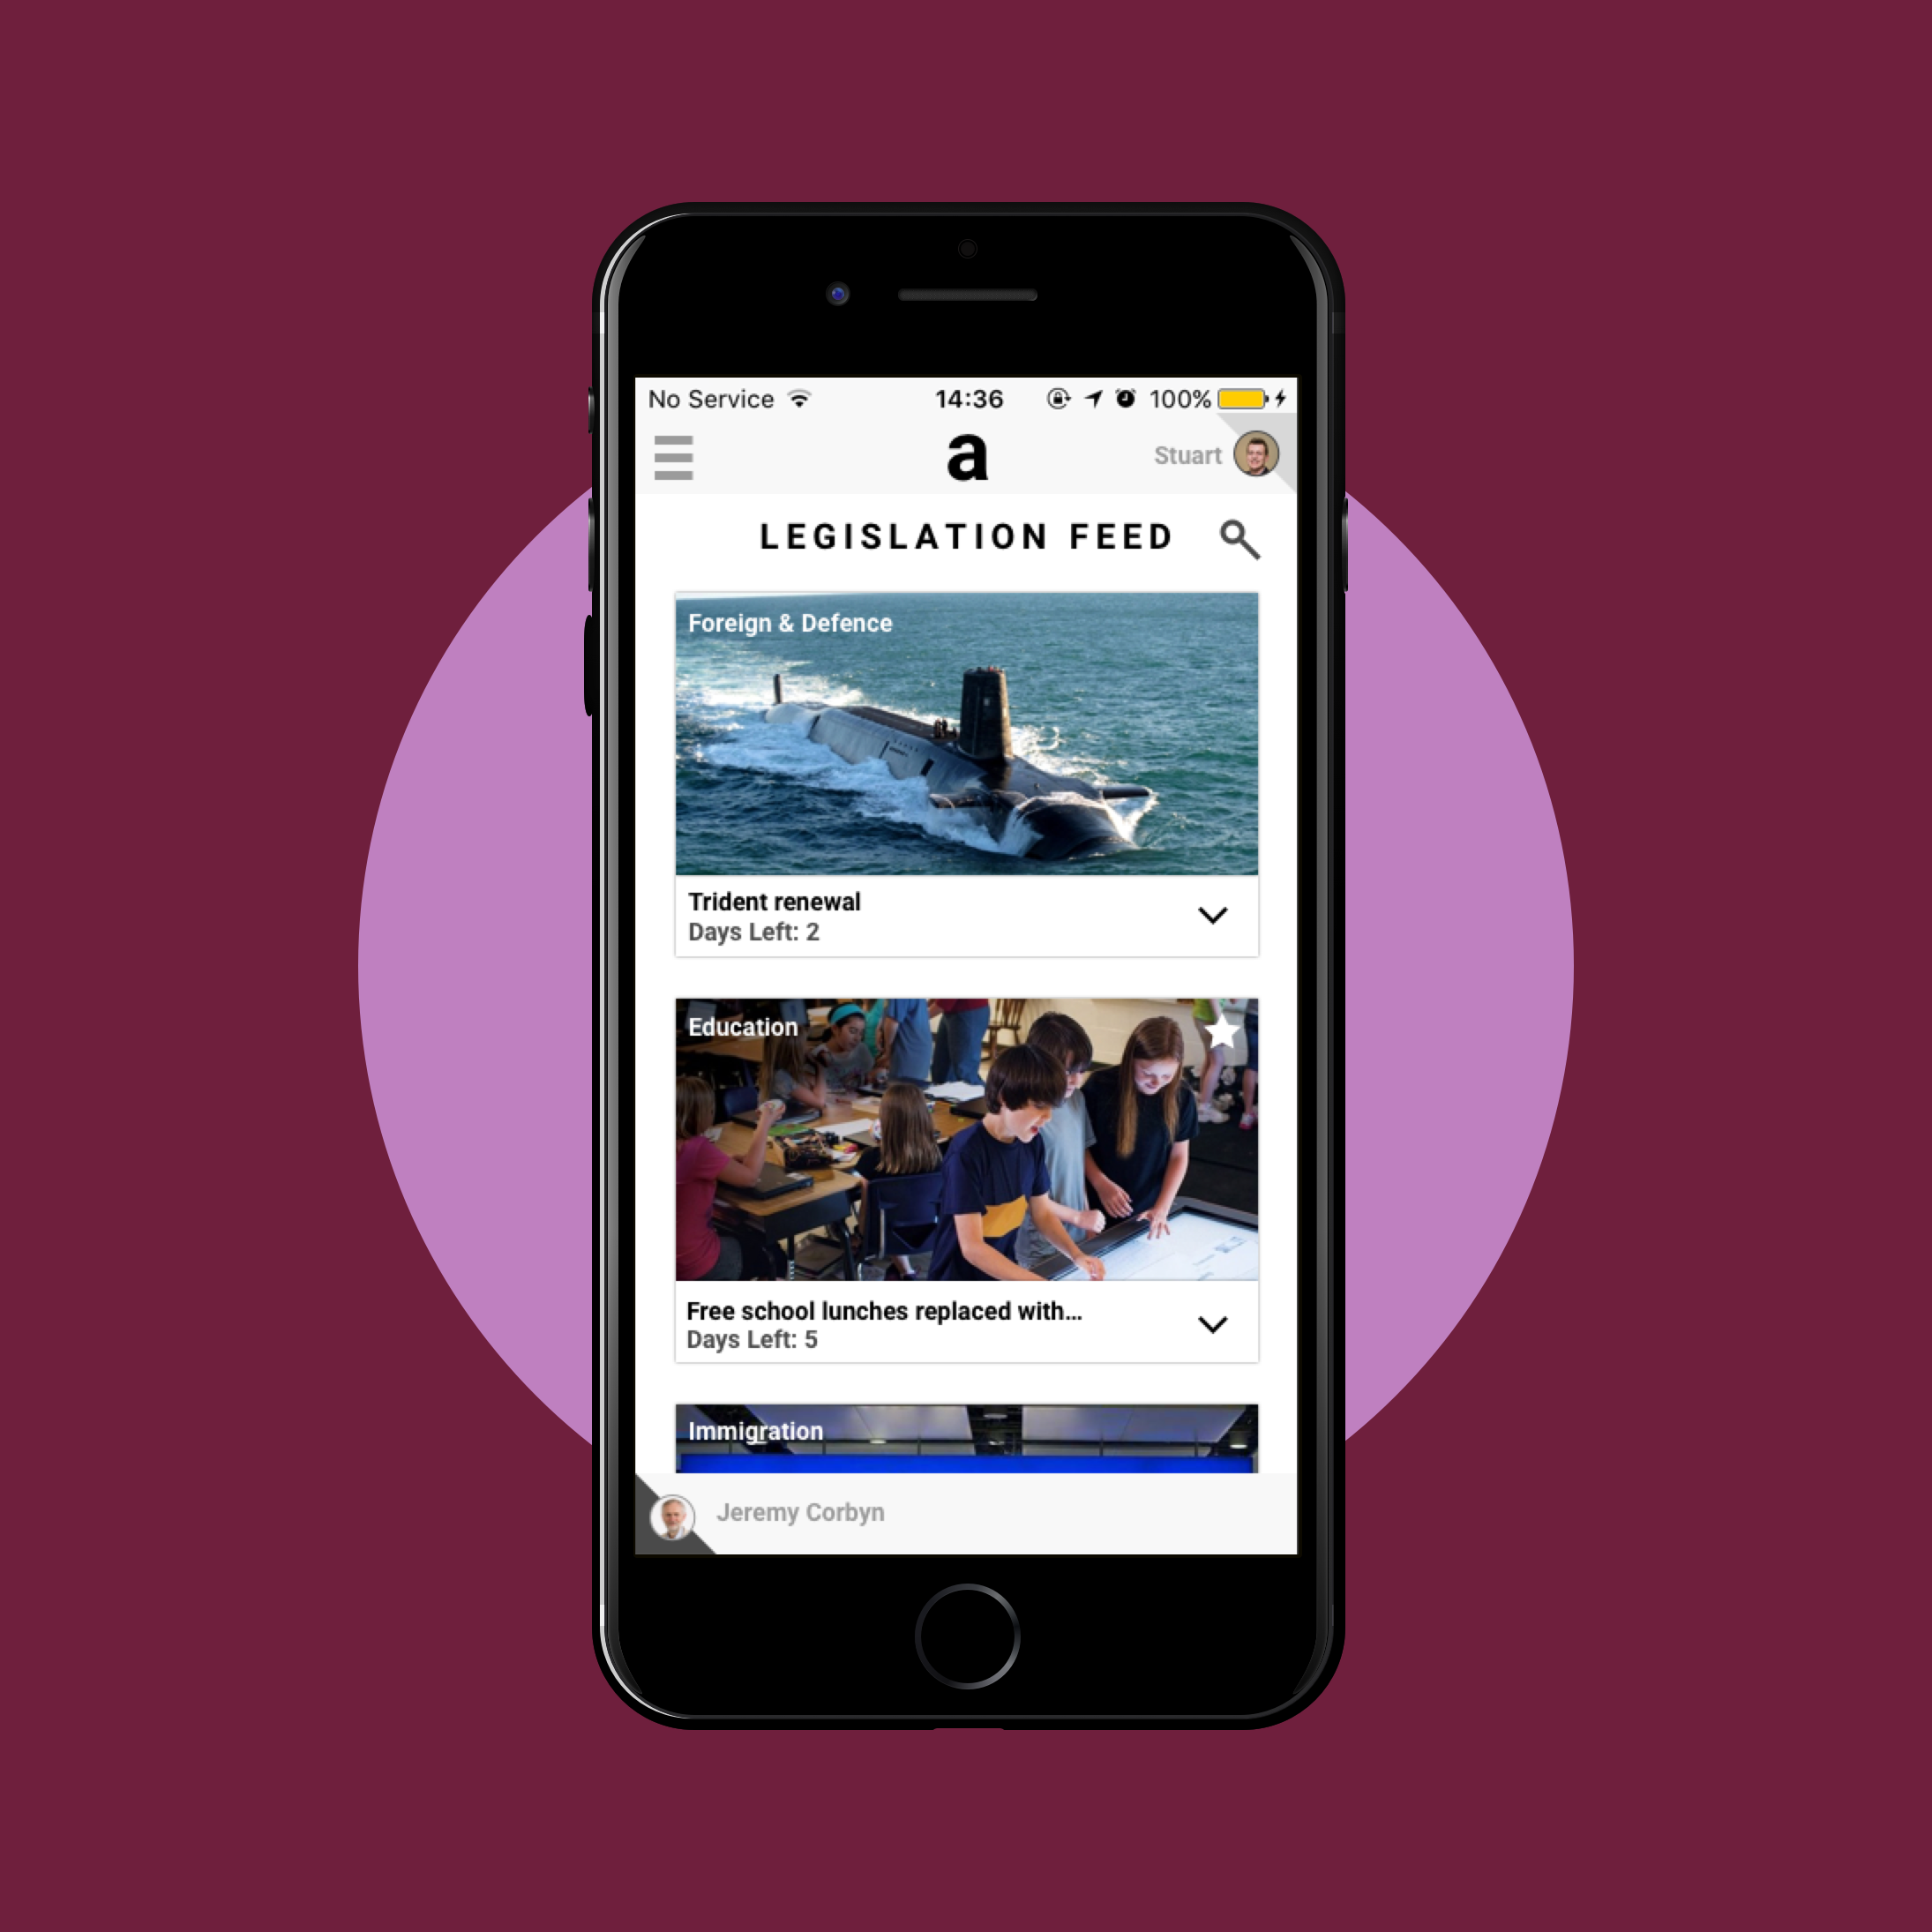 No Service 14:36 100%
a
Stuart
LEGISLATION FEED
Foreign & Defence
Trident renewal
Days Left: 2
Education
Free school lunches replaced with...
Days Left: 5
Immigration
Jeremy Corbyn